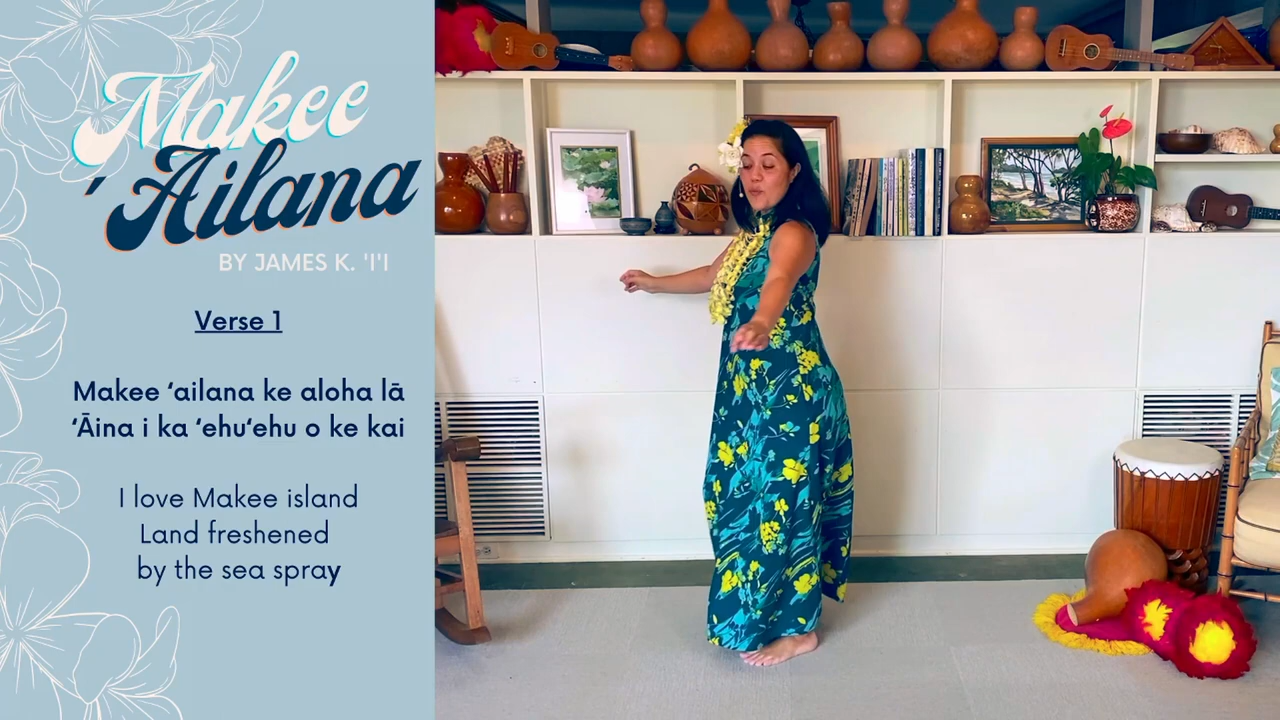 Makee
'Ailana
BY JAMES K. 'I'I
Verse 1
Makee ʻailana ke aloha lā
ʻĀina i ka ʻehuʻehu o ke kai
I love Makee island
Land freshened
by the sea spray